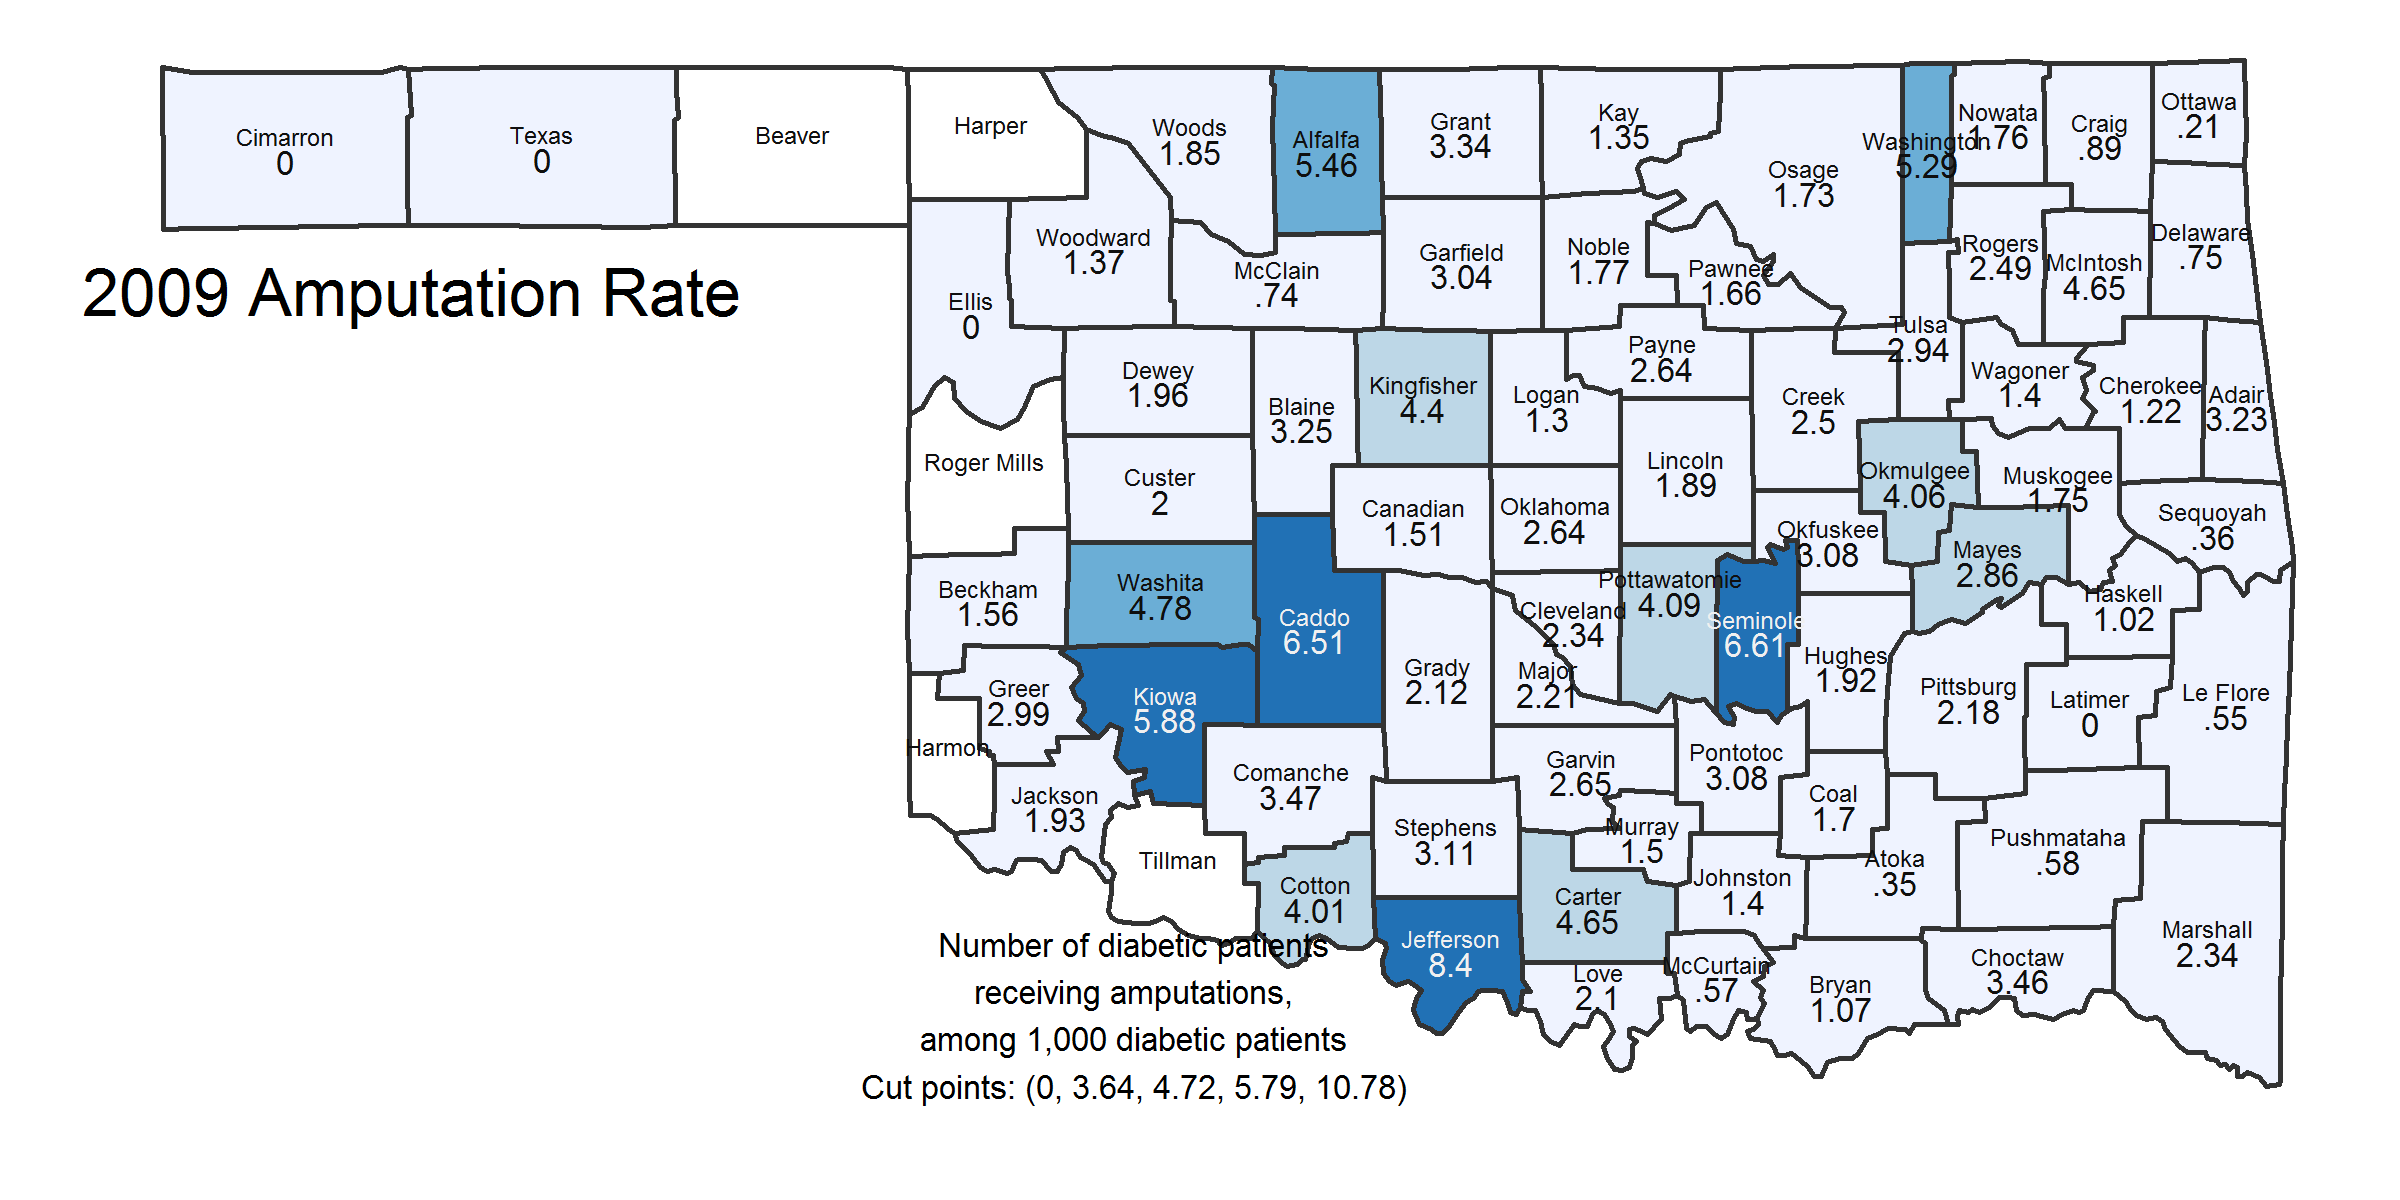 Cimarron
0
Texas
0
Beaver
Harper
Woods
1.85
Alfalfa
5.46
Grant
3.34
Kay
1.35
Osage
1.73
Washington
5.29
Nowata
1.76
Craig
.89
Ottawa
.21
2009 Amputation Rate
Ellis
0
Woodward
1.37
McClain
.74
Garfield
3.04
Noble
1.77
Pawnee
1.66
Rogers
2.49
McIntosh
4.65
Delaware
.75
Tulsa
2.94
Dewey
1.96
Blaine
3.25
Kingfisher
4.4
Logan
1.3
Payne
2.64
Creek
2.5
Wagoner
1.4
Cherokee
1.22
Adair
3.23
Roger Mills
Custer
2
Canadian
1.51
Oklahoma
2.64
Lincoln
1.89
Okmulgee
4.06
Muskogee
1.75
Sequoyah
.36
Okfuskee
3.08
Mayes
2.86
Beckham
1.56
Washita
4.78
Caddo
6.51
Cleveland
2.34
Pottawatomie
4.09
Seminole
6.61
Haskell
1.02
Greer
2.99
Kiowa
5.88
Grady
2.12
Major
2.21
Hughes
1.92
Pittsburg
2.18
Latimer
0
Le Flore
.55
Harmon
Jackson
1.93
Comanche
3.47
Garvin
2.65
Pontotoc
3.08
Coal
1.7
Tillman
Stephens
3.11
Murray
1.5
Atoka
.35
Pushmataha
.58
Cotton
4.01
Carter
4.65
Johnston
1.4
Jefferson
8.4
Love
2.1
McCurtain
.57
Bryan
1.07
Choctaw
3.46
Marshall
2.34
Number of diabetic patients
receiving amputations,
among 1,000 diabetic patients
Cut points: (0, 3.64, 4.72, 5.79, 10.78)